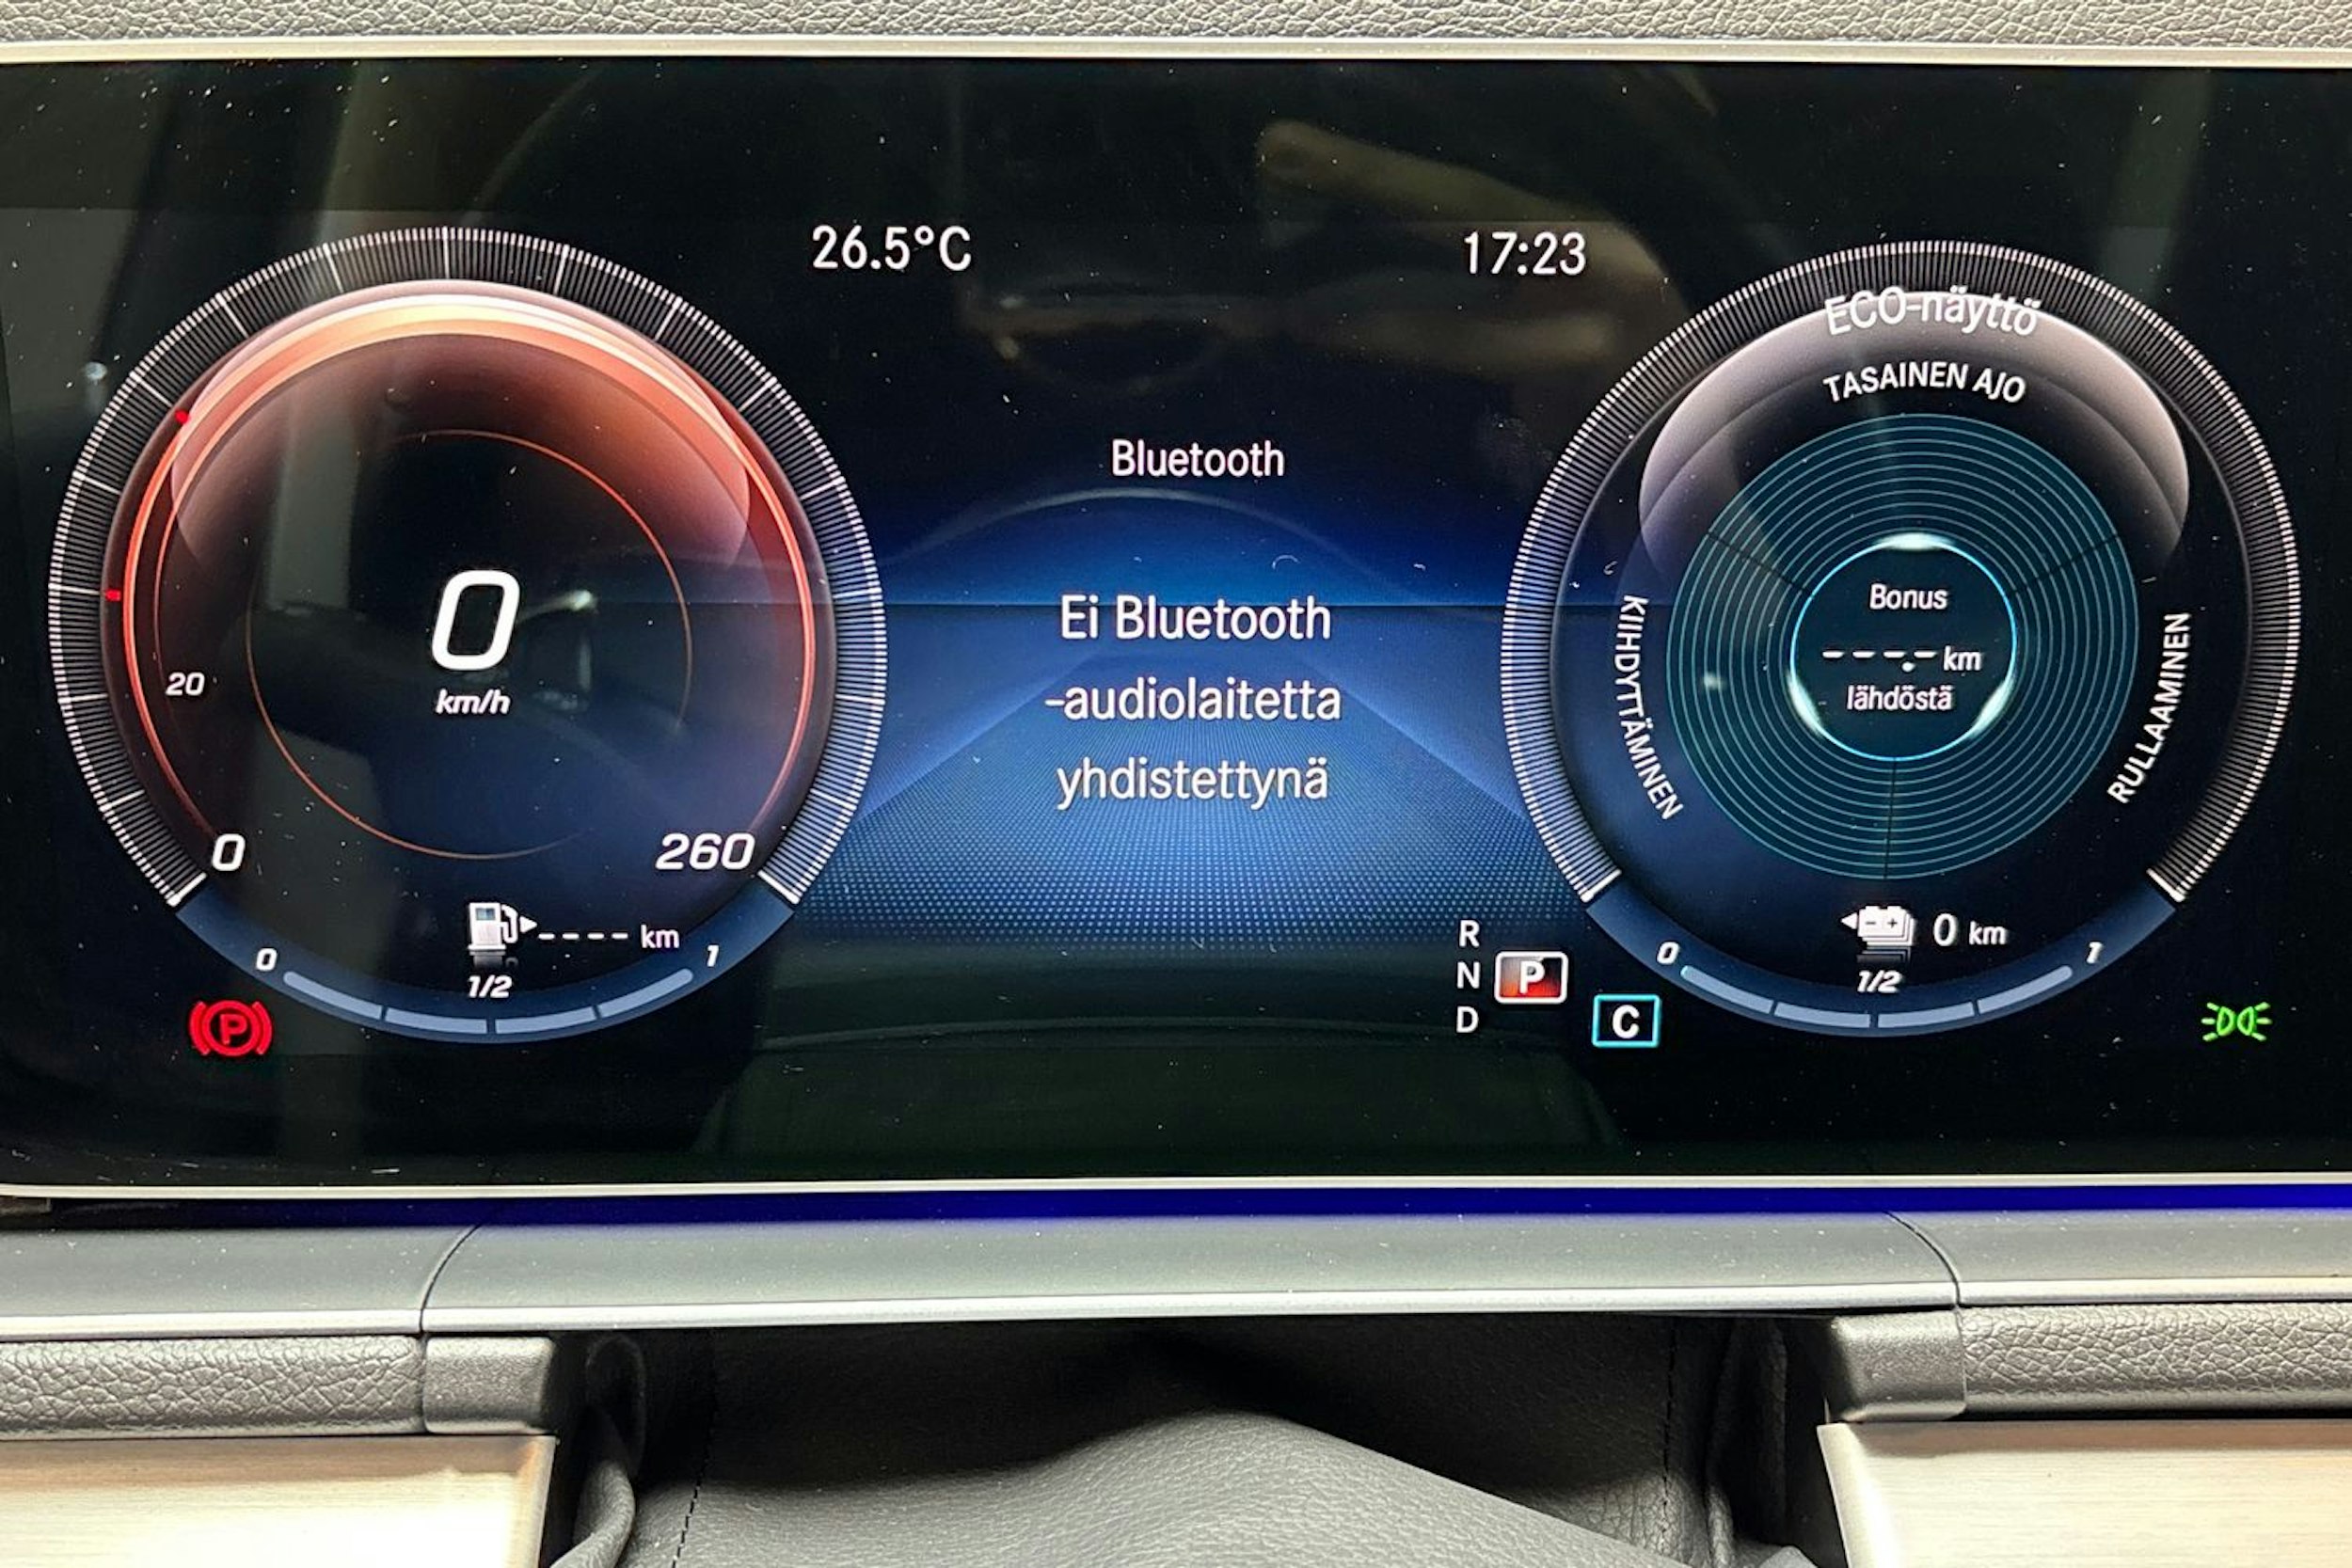 26.5°C
17:23
Bluetooth
Ei Bluetooth
-audiolaitetta
yhdistettynä
20
0
km/h
0
260
---- km
0
1/2
1
P
R
N
D
P
C
ECO-näyttö
TASAINEN AJO
KIIHDYTTÄMINEN
RULLAAMINEN
Bonus
----.- km
lähdöstä
0 km
0
1/2
1